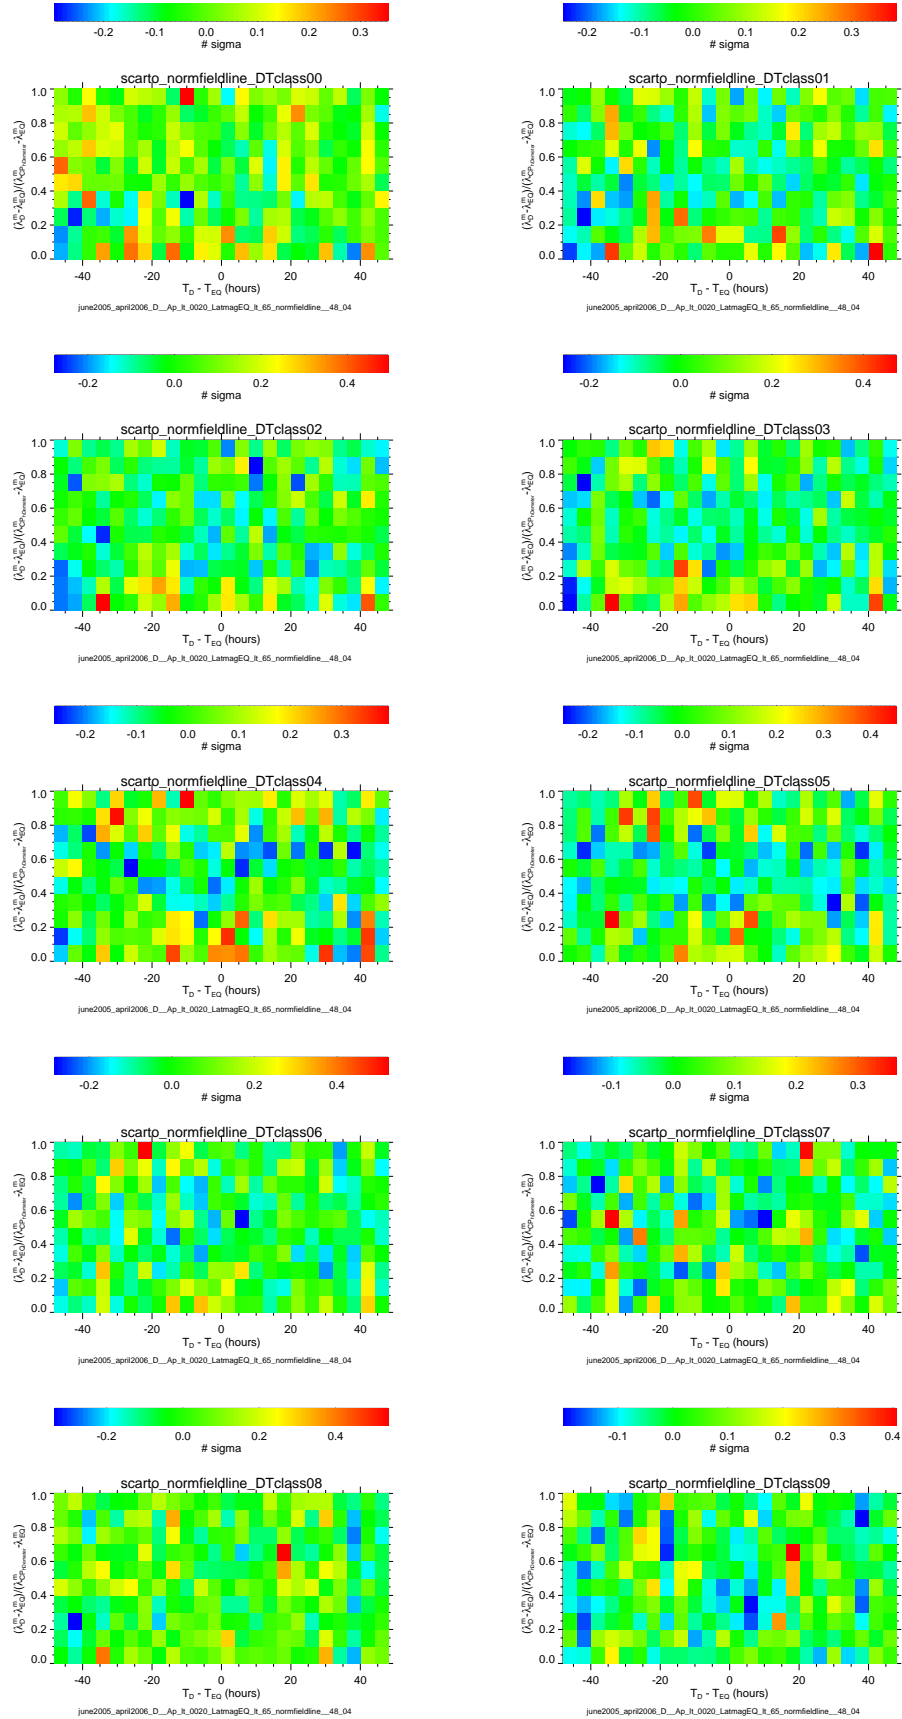 -0.2 -0.1 0.0 0.1 0.2 0.3
# sigma
scarto_normfieldline_DTclass00
1.0
0.8
0.6
0.4
0.2
0.0
-40 -20 0 20 40
T_D - T_EQ (hours)
june2005_april2006_D__Ap_lt_0020_LatmagEQ_lt_65_normfieldline__48_04
-0.2 -0.1 0.0 0.1 0.2 0.3
# sigma
scarto_normfieldline_DTclass01
1.0
0.8
0.6
0.4
0.2
0.0
-40 -20 0 20 40
T_D - T_EQ (hours)
june2005_april2006_D__Ap_lt_0020_LatmagEQ_lt_65_normfieldline__48_04
-0.2 0.0 0.2 0.4
# sigma
scarto_normfieldline_DTclass02
1.0
0.8
0.6
0.4
0.2
0.0
-40 -20 0 20 40
T_D - T_EQ (hours)
june2005_april2006_D__Ap_lt_0020_LatmagEQ_lt_65_normfieldline__48_04
-0.2 0.0 0.2 0.4
# sigma
scarto_normfieldline_DTclass03
1.0
0.8
0.6
0.4
0.2
0.0
-40 -20 0 20 40
T_D - T_EQ (hours)
june2005_april2006_D__Ap_lt_0020_LatmagEQ_lt_65_normfieldline__48_04
-0.2 -0.1 0.0 0.1 0.2 0.3
# sigma
scarto_normfieldline_DTclass04
1.0
0.8
0.6
0.4
0.2
0.0
-40 -20 0 20 40
T_D - T_EQ (hours)
june2005_april2006_D__Ap_lt_0020_LatmagEQ_lt_65_normfieldline__48_04
-0.2 -0.1 0.0 0.1 0.2 0.3 0.4
# sigma
scarto_normfieldline_DTclass05
1.0
0.8
0.6
0.4
0.2
0.0
-40 -20 0 20 40
T_D - T_EQ (hours)
june2005_april2006_D__Ap_lt_0020_LatmagEQ_lt_65_normfieldline__48_04
-0.2 0.0 0.2 0.4
# sigma
scarto_normfieldline_DTclass06
1.0
0.8
0.6
0.4
0.2
0.0
-40 -20 0 20 40
T_D - T_EQ (hours)
june2005_april2006_D__Ap_lt_0020_LatmagEQ_lt_65_normfieldline__48_04
-0.1 0.0 0.1 0.2 0.3
# sigma
scarto_normfieldline_DTclass07
1.0
0.8
0.6
0.4
0.2
0.0
-40 -20 0 20 40
T_D - T_EQ (hours)
june2005_april2006_D__Ap_lt_0020_LatmagEQ_lt_65_normfieldline__48_04
-0.2 0.0 0.2 0.4
# sigma
scarto_normfieldline_DTclass08
1.0
0.8
0.6
0.4
0.2
0.0
-40 -20 0 20 40
T_D - T_EQ (hours)
june2005_april2006_D__Ap_lt_0020_LatmagEQ_lt_65_normfieldline__48_04
-0.1 0.0 0.1 0.2 0.3 0.4
# sigma
scarto_normfieldline_DTclass09
1.0
0.8
0.6
0.4
0.2
0.0
-40 -20 0 20 40
T_D - T_EQ (hours)
june2005_april2006_D__Ap_lt_0020_LatmagEQ_lt_65_normfieldline__48_04